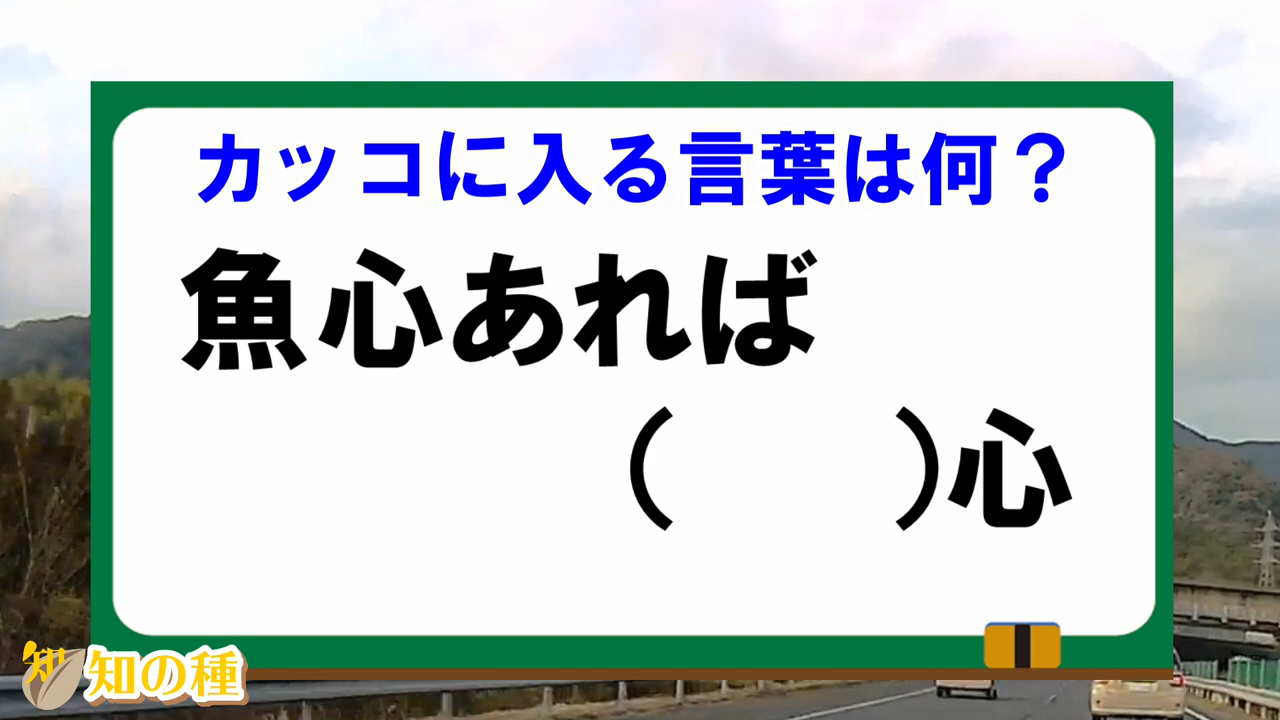 カッコに入る言葉は何？
魚心あれば
（　　）心
知の種